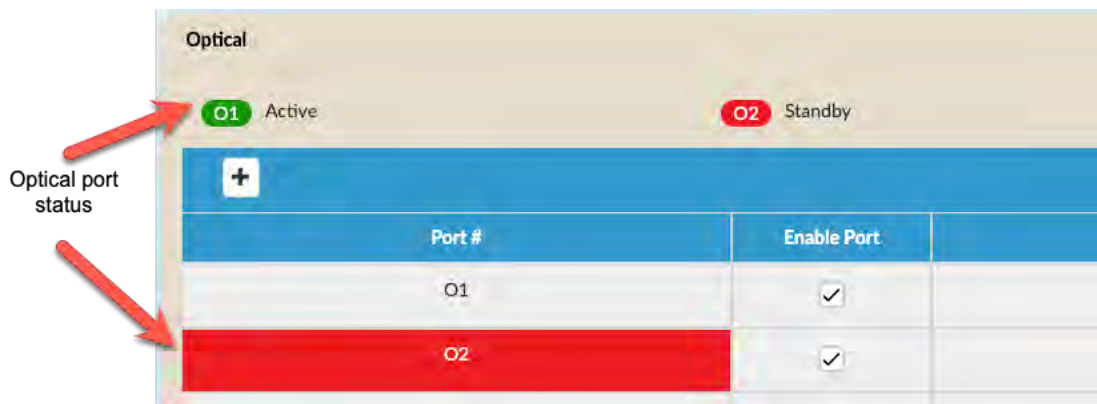 Optical
O1 Active
O2 Standby
Optical port
status
+
Port #
Enable Port
O1
O2